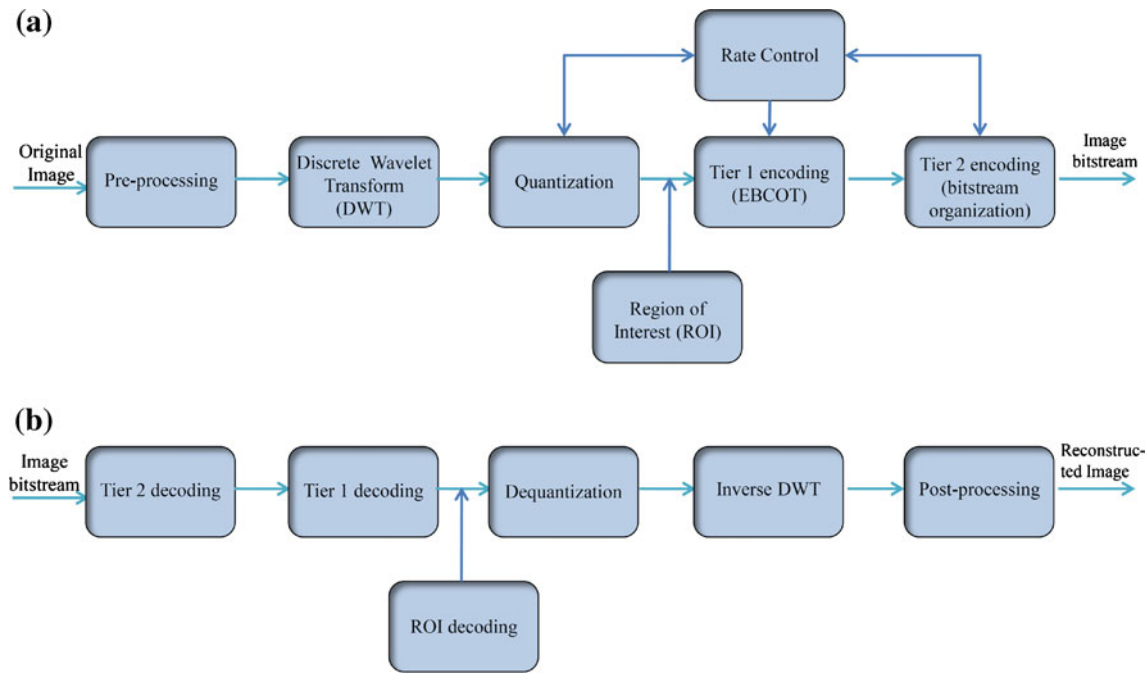 (a)
Rate Control
Original
Image
Pre-processing
Discrete Wavelet
Transform
(DWT)
Quantization
Tier 1 encoding
(EBCOT)
Tier 2 encoding
(bitstream
organization)
Image
bitstream
Region of
Interest (ROI)
(b)
Image
bitstream
Tier 2 decoding
Tier 1 decoding
Dequantization
Inverse DWT
Post-processing
Reconstruc-
ted Image
ROI decoding